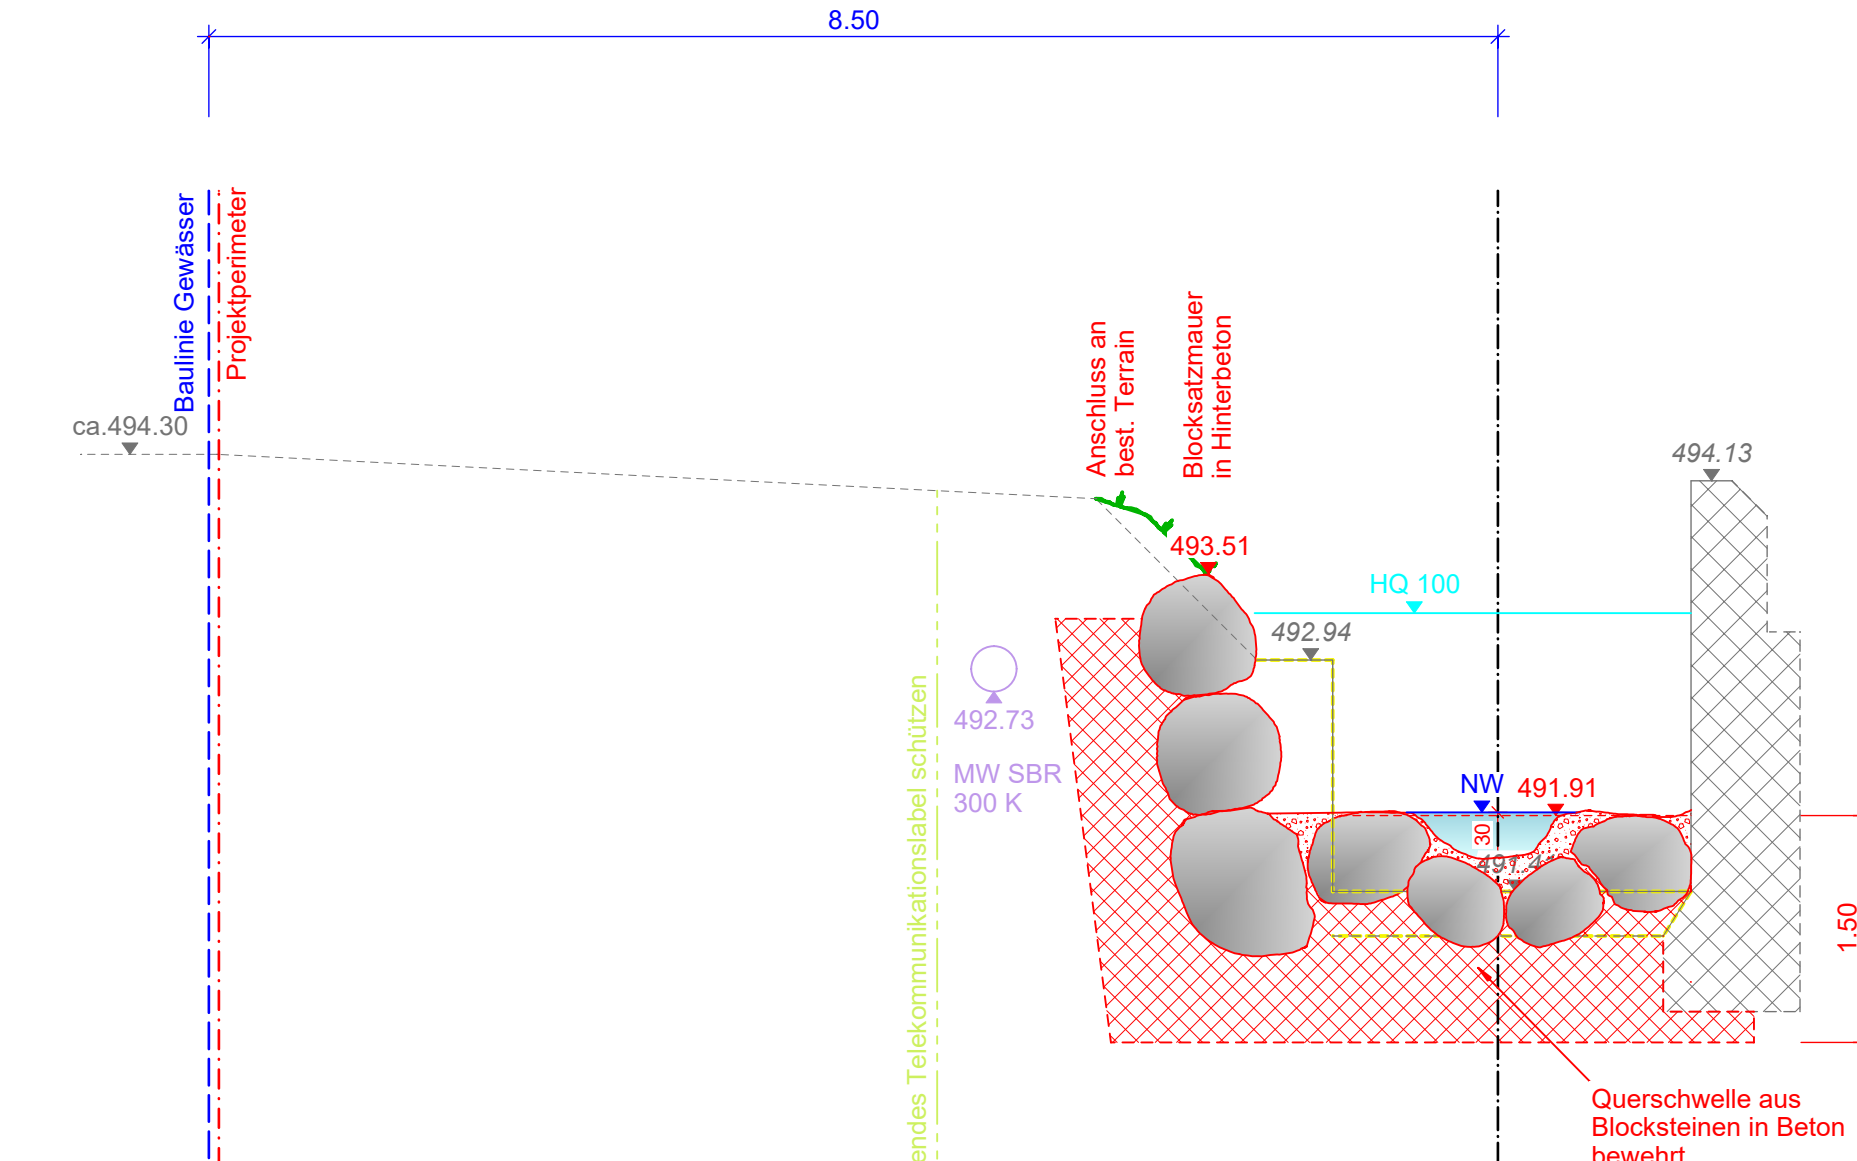 8.50
Baulinie Gewässer
Projektperimeter
ca.494.30
Anschluss an
best. Terrain
Blocksatzmauer
in Hinterbeton
493.51
494.13
HQ 100
492.94
492.73
MW SBR
300 K
endes Telekommunikationslabel schützen
NW
491.91
30
1.50
Querschwelle aus
Blocksteinen in Beton
bewehrt